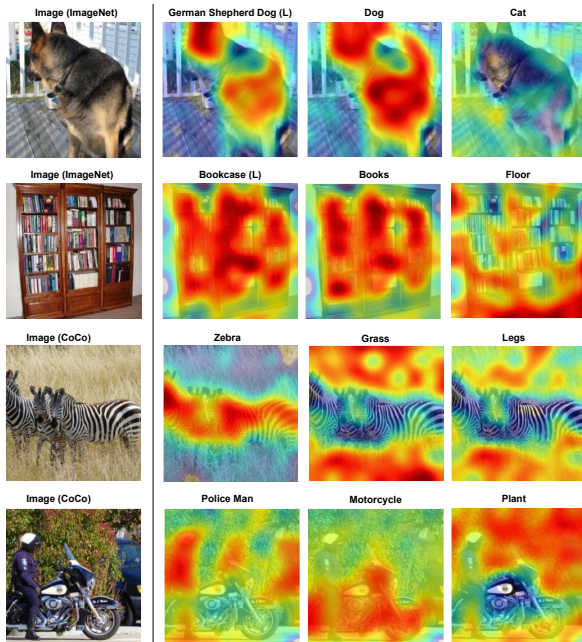 Image (ImageNet)
German Shepherd Dog (L)
Dog
Cat
Image (ImageNet)
Bookcase (L)
Books
Floor
Image (CoCo)
Zebra
Grass
Legs
Image (CoCo)
Police Man
Motorcycle
Plant